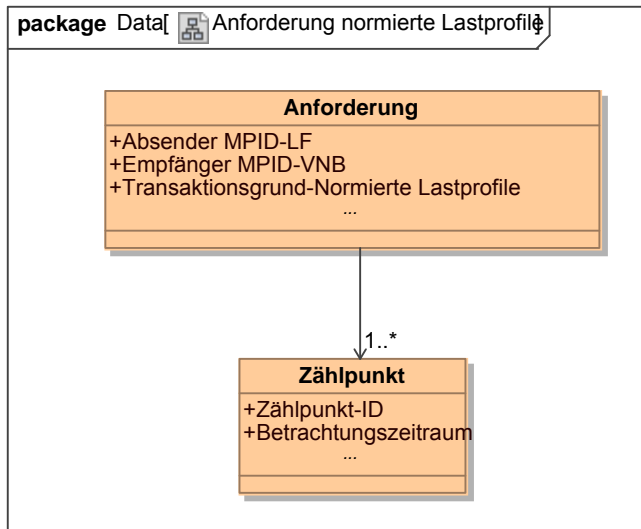 package Data[ Anforderung normierte Lastprofile]
Anforderung
+Absender MPID-LF
+Empfänger MPID-VNB
+Transaktionsgrund-Normierte Lastprofile
...
1..*
Zählpunkt
+Zählpunkt-ID
+Betrachtungszeitraum
...